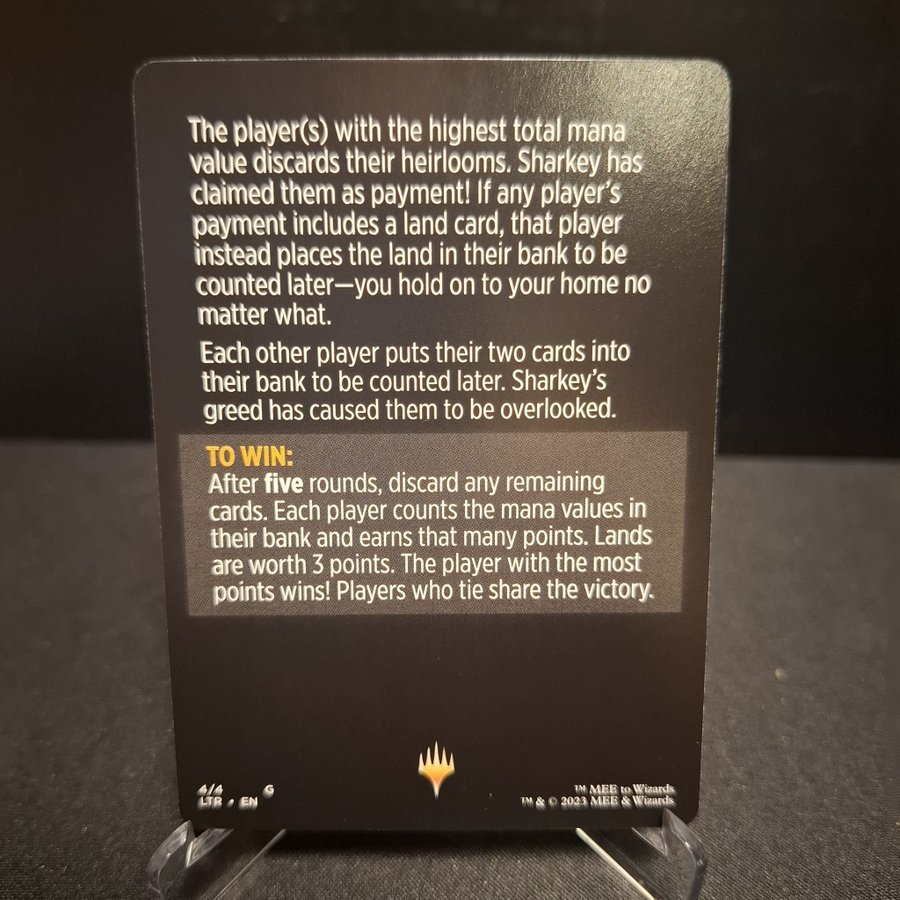 The player(s) with the highest total mana
value discards their heirlooms. Sharkey has
claimed them as payment! If any player's
payment includes a land card, that player
instead places the land in their bank to be
counted later—you hold on to your home no
matter what.
Each other player puts their two cards into
their bank to be counted later. Sharkey's
greed has caused them to be overlooked.
TO WIN:
After five rounds, discard any remaining
cards. Each player counts the mana values in
their bank and earns that many points. Lands
are worth 3 points. The player with the most
points wins! Players who tie share the victory.
4/4 G
LTR • EN
™ MEE to Wizards
™ & © 2023 MEE & Wizards